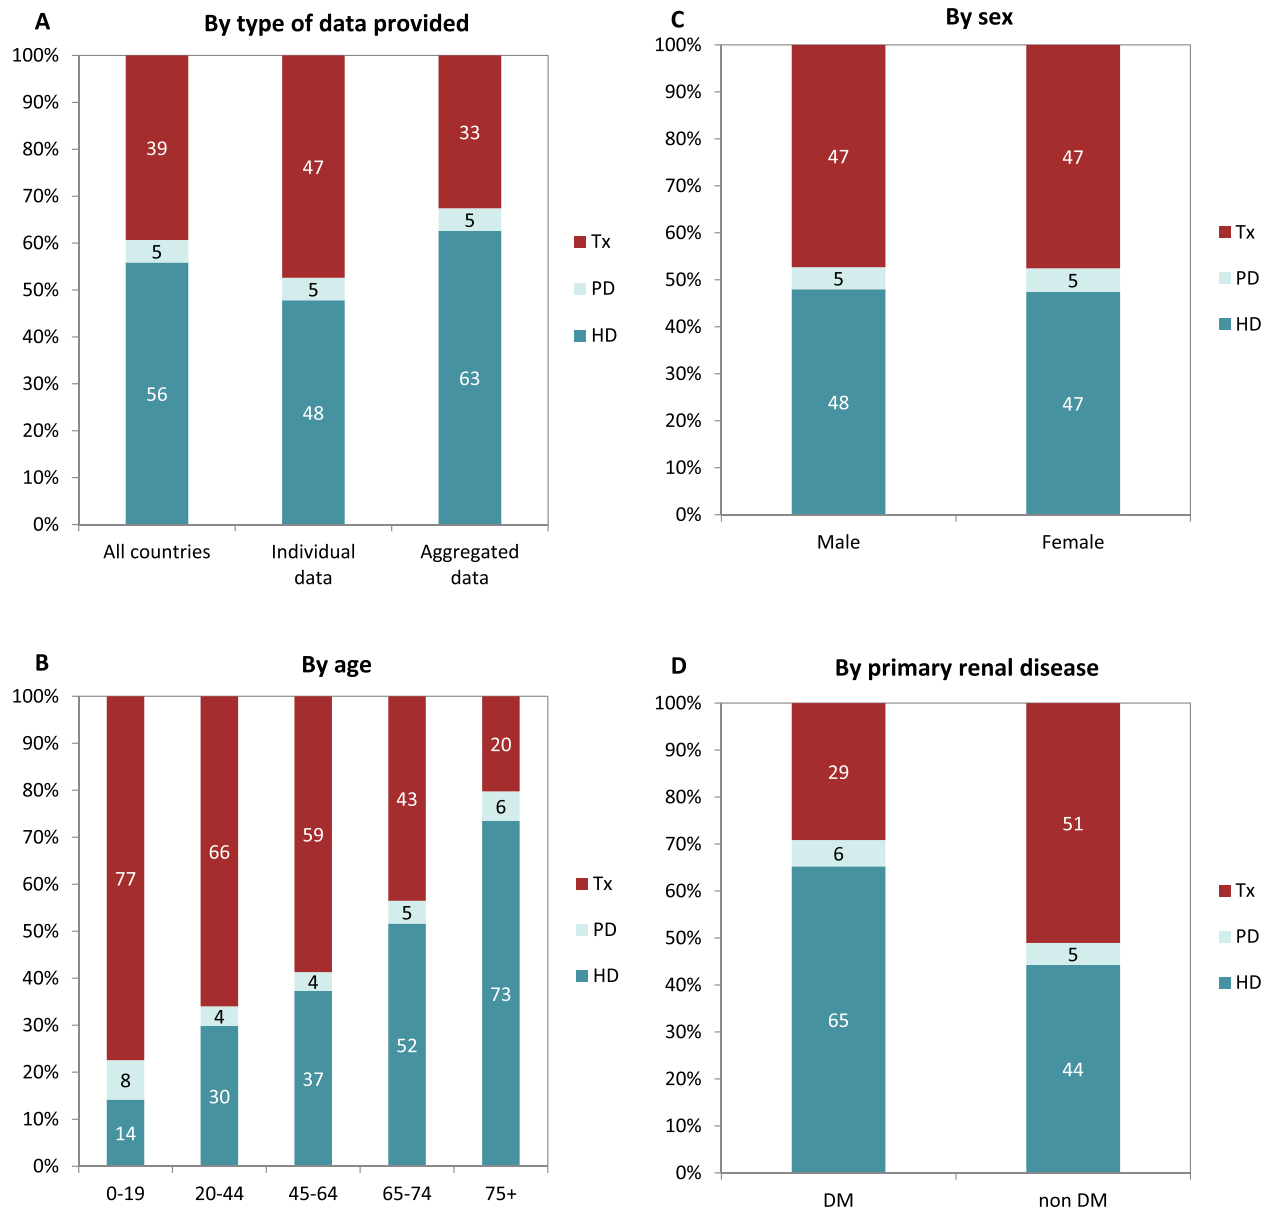 A
By type of data provided
100%
90%
80%
70%
60%
50%
40%
30%
20%
10%
0%
39
5
56
47
5
48
33
5
63
All countries
Individual
data
Aggregated
data
Tx
PD
HD
C
By sex
100%
90%
80%
70%
60%
50%
40%
30%
20%
10%
0%
47
5
48
47
5
47
Male
Female
Tx
PD
HD
B
By age
100%
90%
80%
70%
60%
50%
40%
30%
20%
10%
0%
77
8
14
66
4
30
59
4
37
43
5
52
20
6
73
0-19
20-44
45-64
65-74
75+
Tx
PD
HD
D
By primary renal disease
100%
90%
80%
70%
60%
50%
40%
30%
20%
10%
0%
29
6
65
51
5
44
DM
non DM
Tx
PD
HD